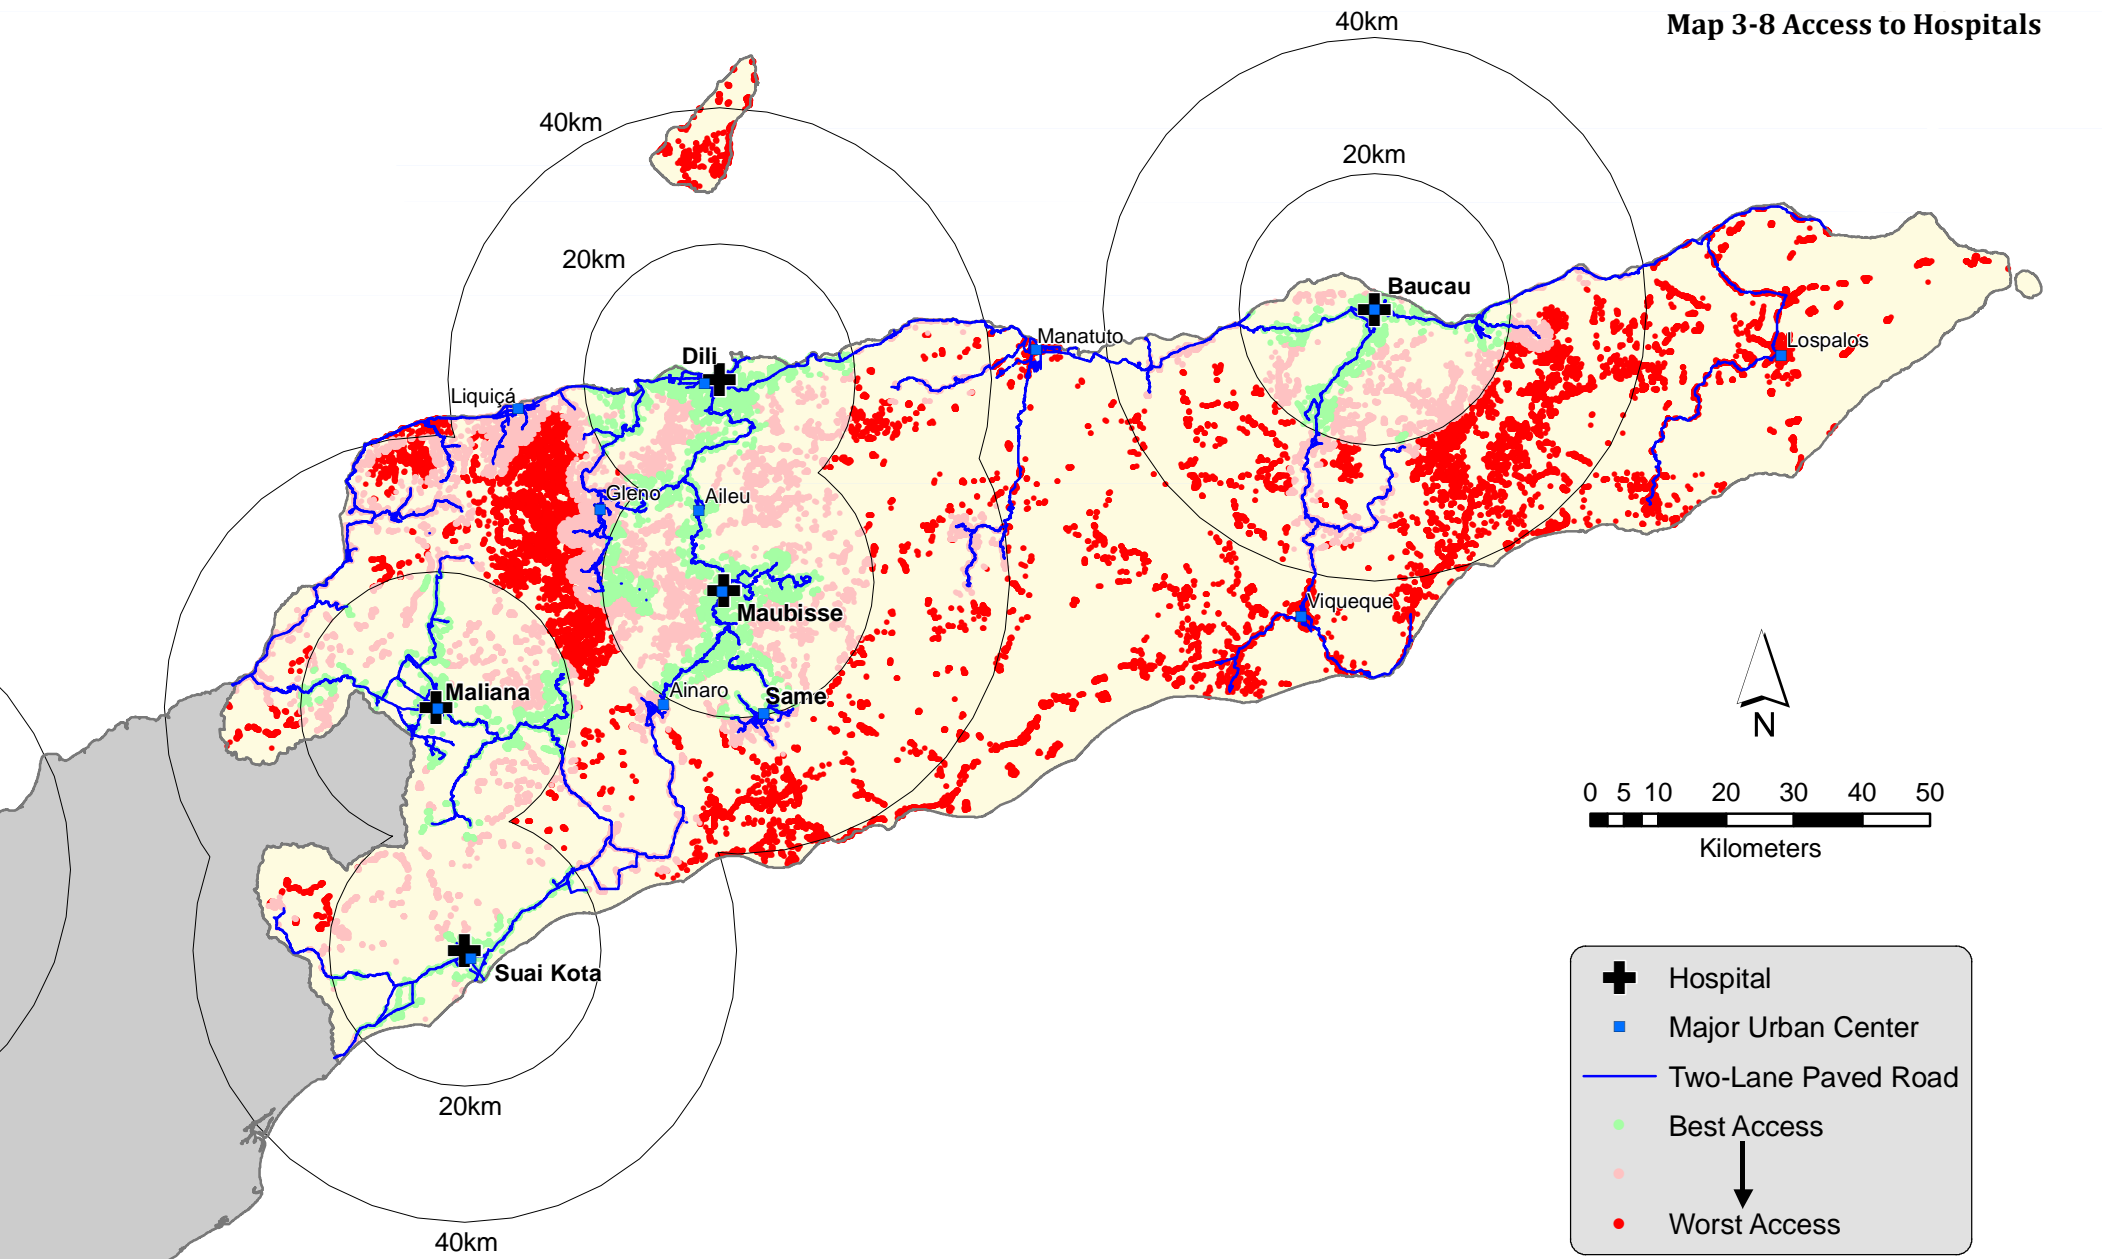 Map 3-8 Access to Hospitals
40km
40km
20km
20km
Baucau
Manatuto
Lospalos
Dili
Liquiçá
Gleno
Aileu
Maubisse
Viqueque
Maliana
Ainaro
Same
N
0 5 10 20 30 40 50
Kilometers
Suai Kota
20km
40km
Hospital
Major Urban Center
Two-Lane Paved Road
Best Access
Worst Access